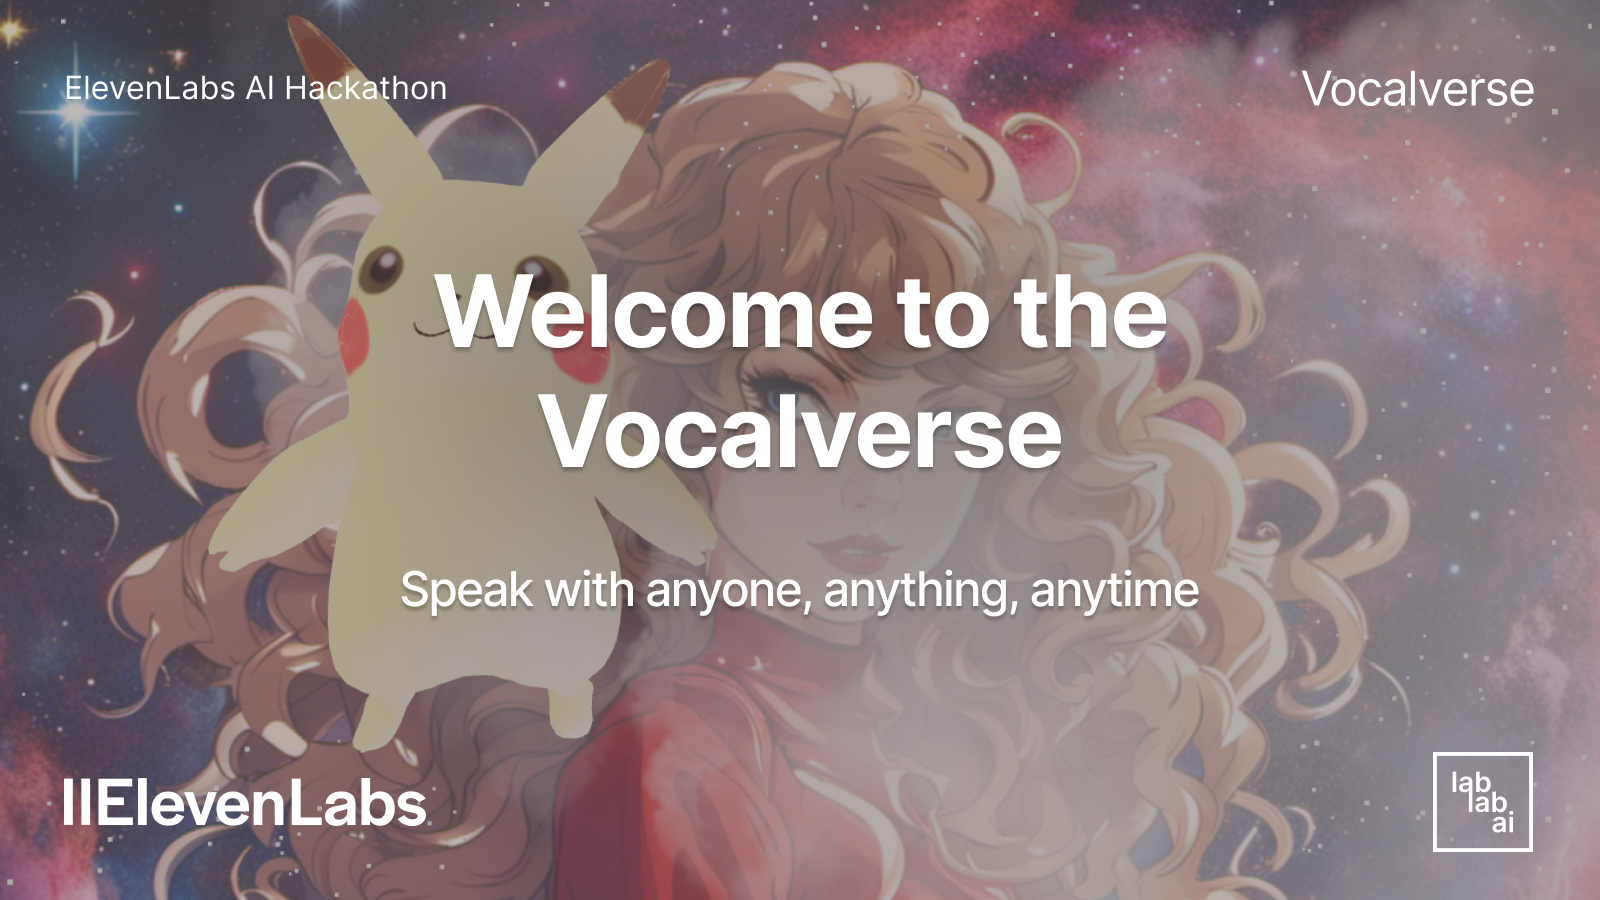 ElevenLabs AI Hackathon
Vocalverse
Welcome to the
Vocalverse
Speak with anyone, anything, anytime
IIElevenLabs
lab
lab
ai